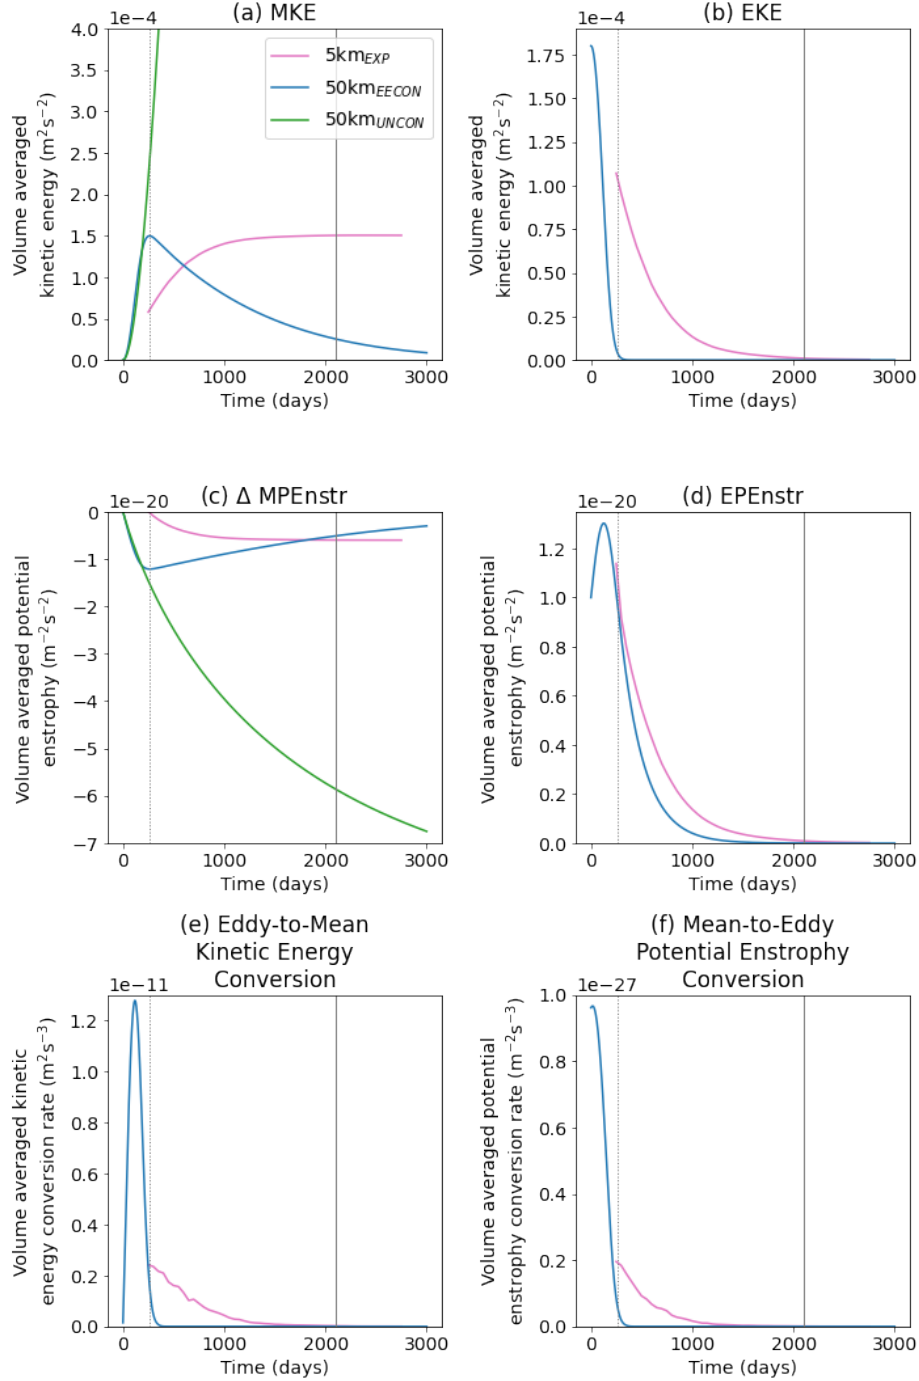 (a) MKE
1e−4
4.0
3.5
3.0
2.5
2.0
1.5
1.0
0.5
0.0
Volume averaged
kinetic energy (m²s⁻²)
5km_EXP
50km_EECON
50km_UNCON
0 1000 2000 3000
Time (days)
(b) EKE
1e−4
1.75
1.50
1.25
1.00
0.75
0.50
0.25
0.00
Volume averaged
kinetic energy (m²s⁻²)
0 1000 2000 3000
Time (days)
(c) Δ MPEnstr
1e−20
0
−1
−2
−3
−4
−5
−6
−7
Volume averaged potential
enstrophy (m⁻²s⁻²)
0 1000 2000 3000
Time (days)
(d) EPEnstr
1e−20
1.2
1.0
0.8
0.6
0.4
0.2
0.0
Volume averaged potential
enstrophy (m⁻²s⁻²)
0 1000 2000 3000
Time (days)
(e) Eddy-to-Mean
Kinetic Energy
Conversion
1e−11
1.2
1.0
0.8
0.6
0.4
0.2
0.0
Volume averaged kinetic
energy conversion rate (m²s⁻³)
0 1000 2000 3000
Time (days)
(f) Mean-to-Eddy
Potential Enstrophy
Conversion
1e−27
1.0
0.8
0.6
0.4
0.2
0.0
Volume averaged potential
enstrophy conversion rate (m⁻²s⁻³)
0 1000 2000 3000
Time (days)